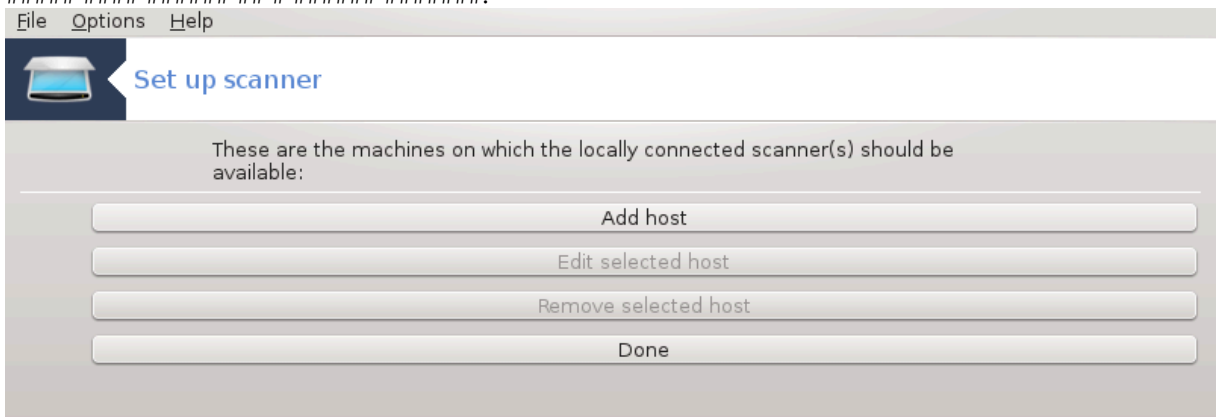 File Options Help
Set up scanner
These are the machines on which the locally connected scanner(s) should be
available:
Add host
Edit selected host
Remove selected host
Done